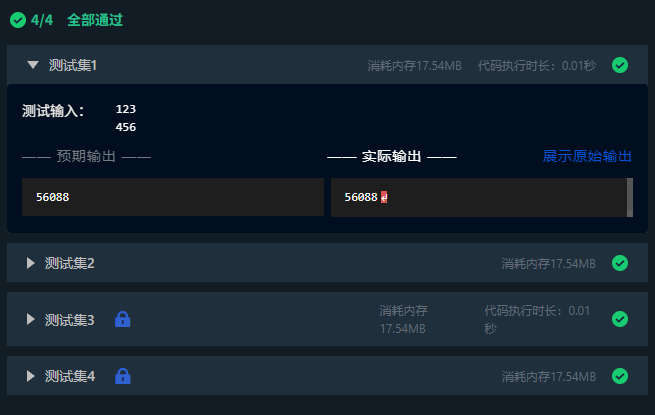 4/4 全部通过
测试集1 消耗内存17.54MB 代码执行时长：0.01秒
测试输入： 123
456
—— 预期输出 —— —— 实际输出 —— 展示原始输出
56088 56088 ↵
测试集2 消耗内存17.54MB
测试集3 消耗内存 代码执行时长：0.01
17.54MB 秒
测试集4 消耗内存17.54MB